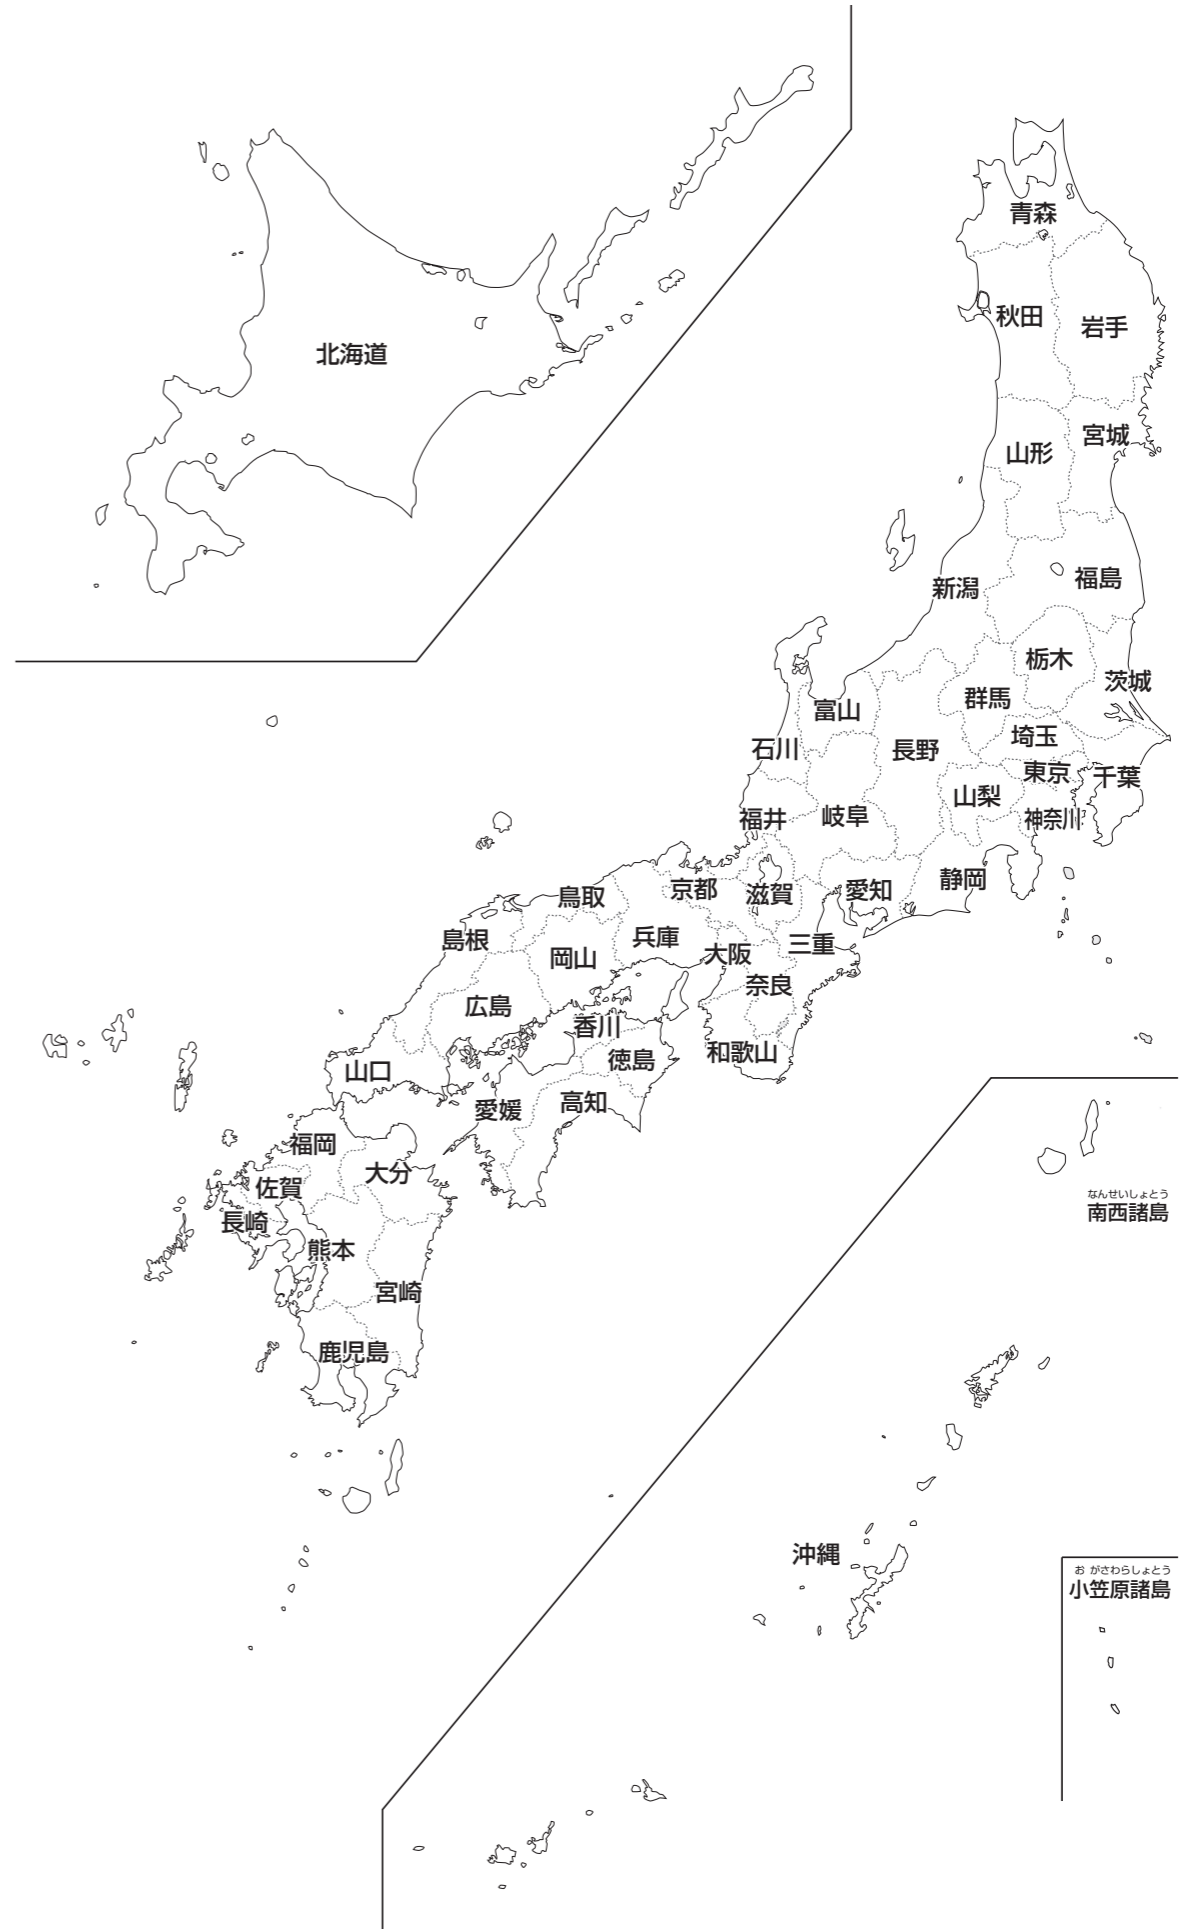 北海道
青森
秋田
岩手
山形
宮城
新潟
福島
栃木
茨城
群馬
富山
埼玉
石川
長野
東京
千葉
山梨
福井
岐阜
神奈川
静岡
京都
滋賀
愛知
鳥取
兵庫
島根
三重
大阪
岡山
奈良
広島
香川
和歌山
徳島
山口
高知
愛媛
福岡
大分
佐賀
長崎
熊本
宮崎
鹿児島
なんせいしょとう
南西諸島
沖縄
お がさわらしょとう
小笠原諸島